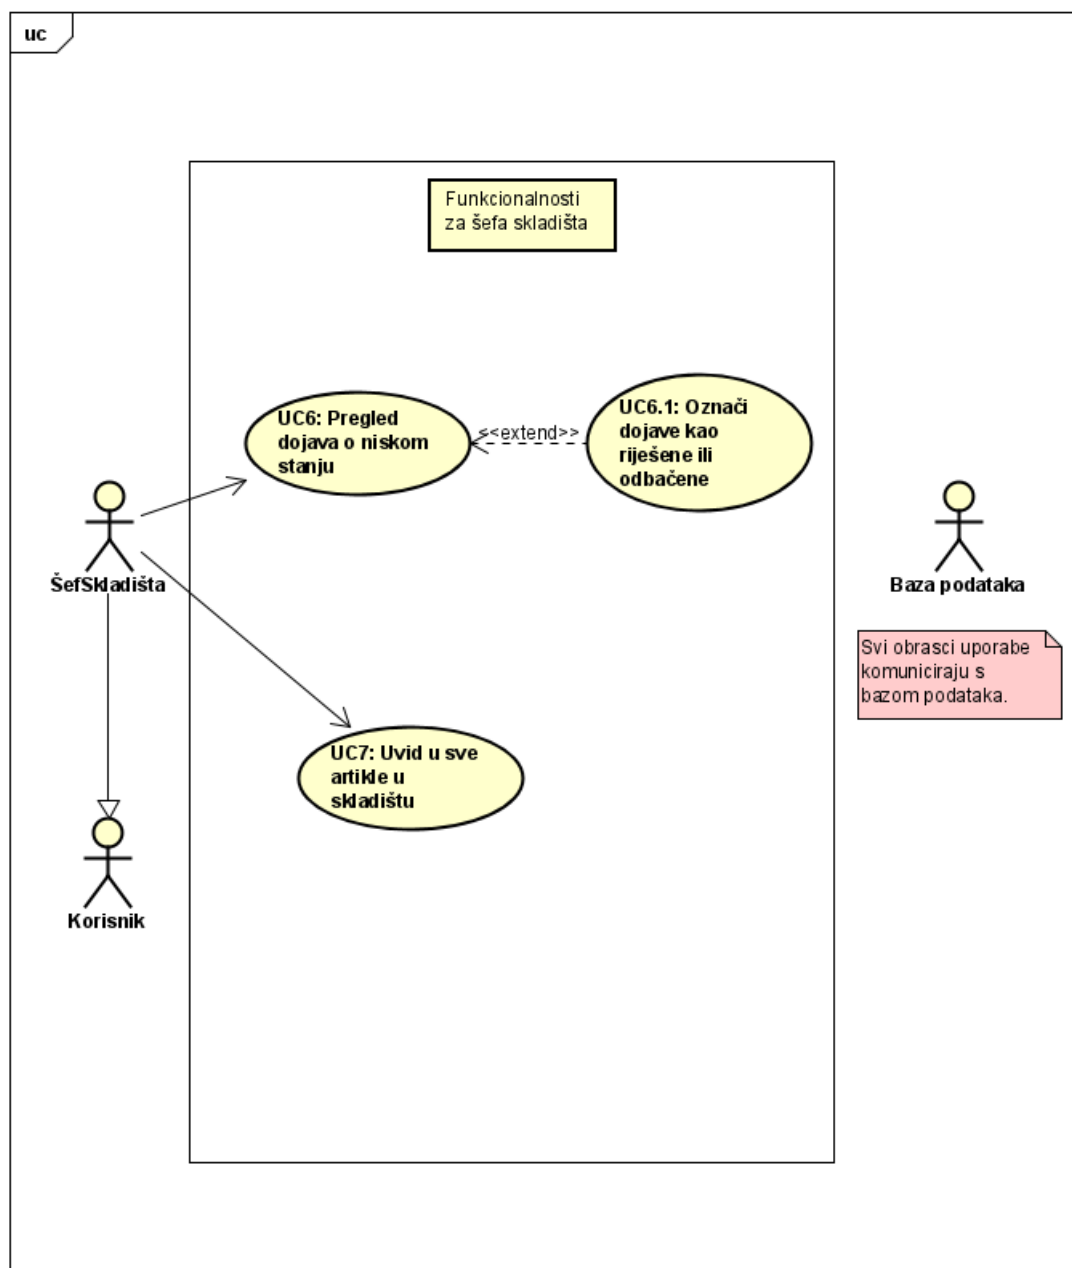 uc
Funkcionalnosti
za šefa skladišta
UC6: Pregled
dojava o niskom
stanju
<<extend>>
UC6.1: Označi
dojave kao
riješene ili
odbačene
ŠefSkladišta
Baza podataka
Svi obrasci uporabe
komuniciraju s
bazom podataka.
UC7: Uvid u sve
artikle u
skladištu
Korisnik